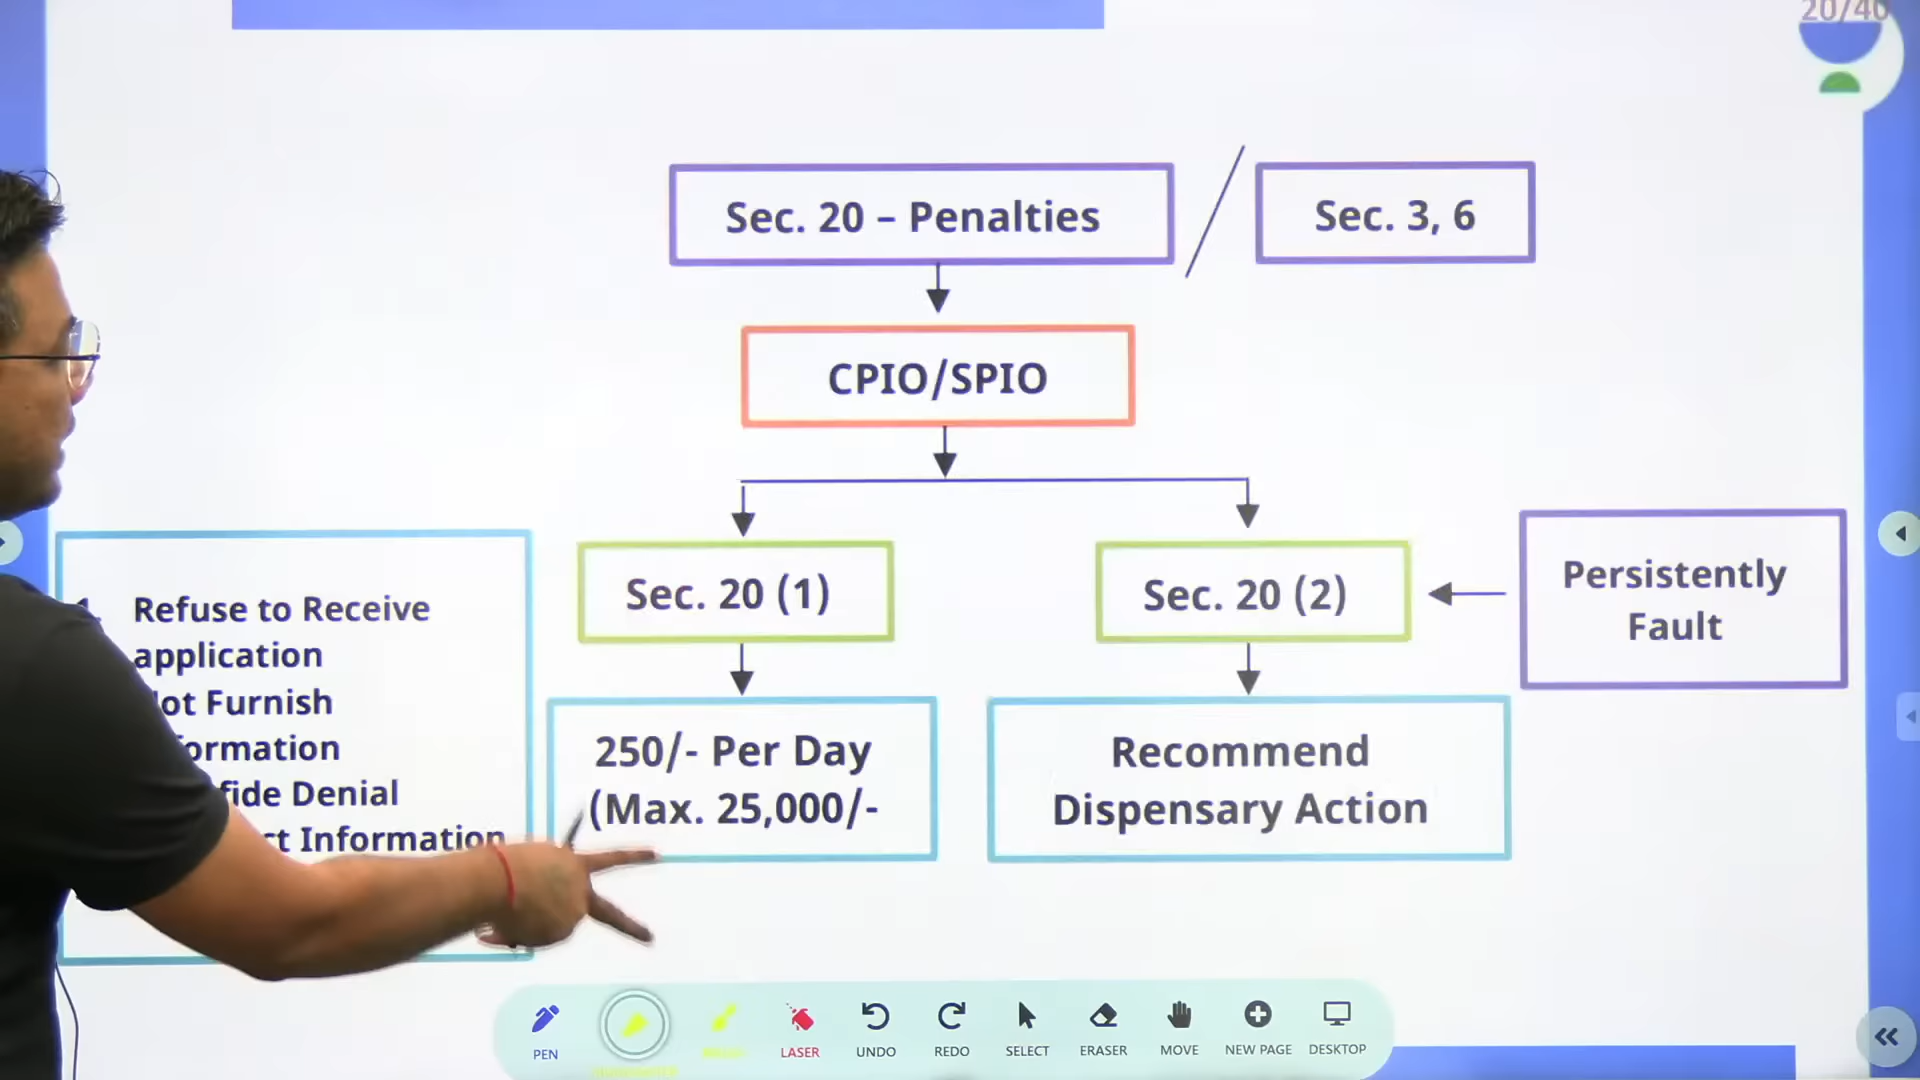 20/40
Sec. 20 – Penalties
Sec. 3, 6
CPIO/SPIO
Sec. 20 (1)
Sec. 20 (2)
Persistently
Fault
1. Refuse to Receive
application
Furnish
Denial
Information
250/- Per Day
(Max. 25,000/-
Recommend
Dispensary Action
PEN
LASER
UNDO
REDO
SELECT
ERASER
MOVE
NEW PAGE
DESKTOP